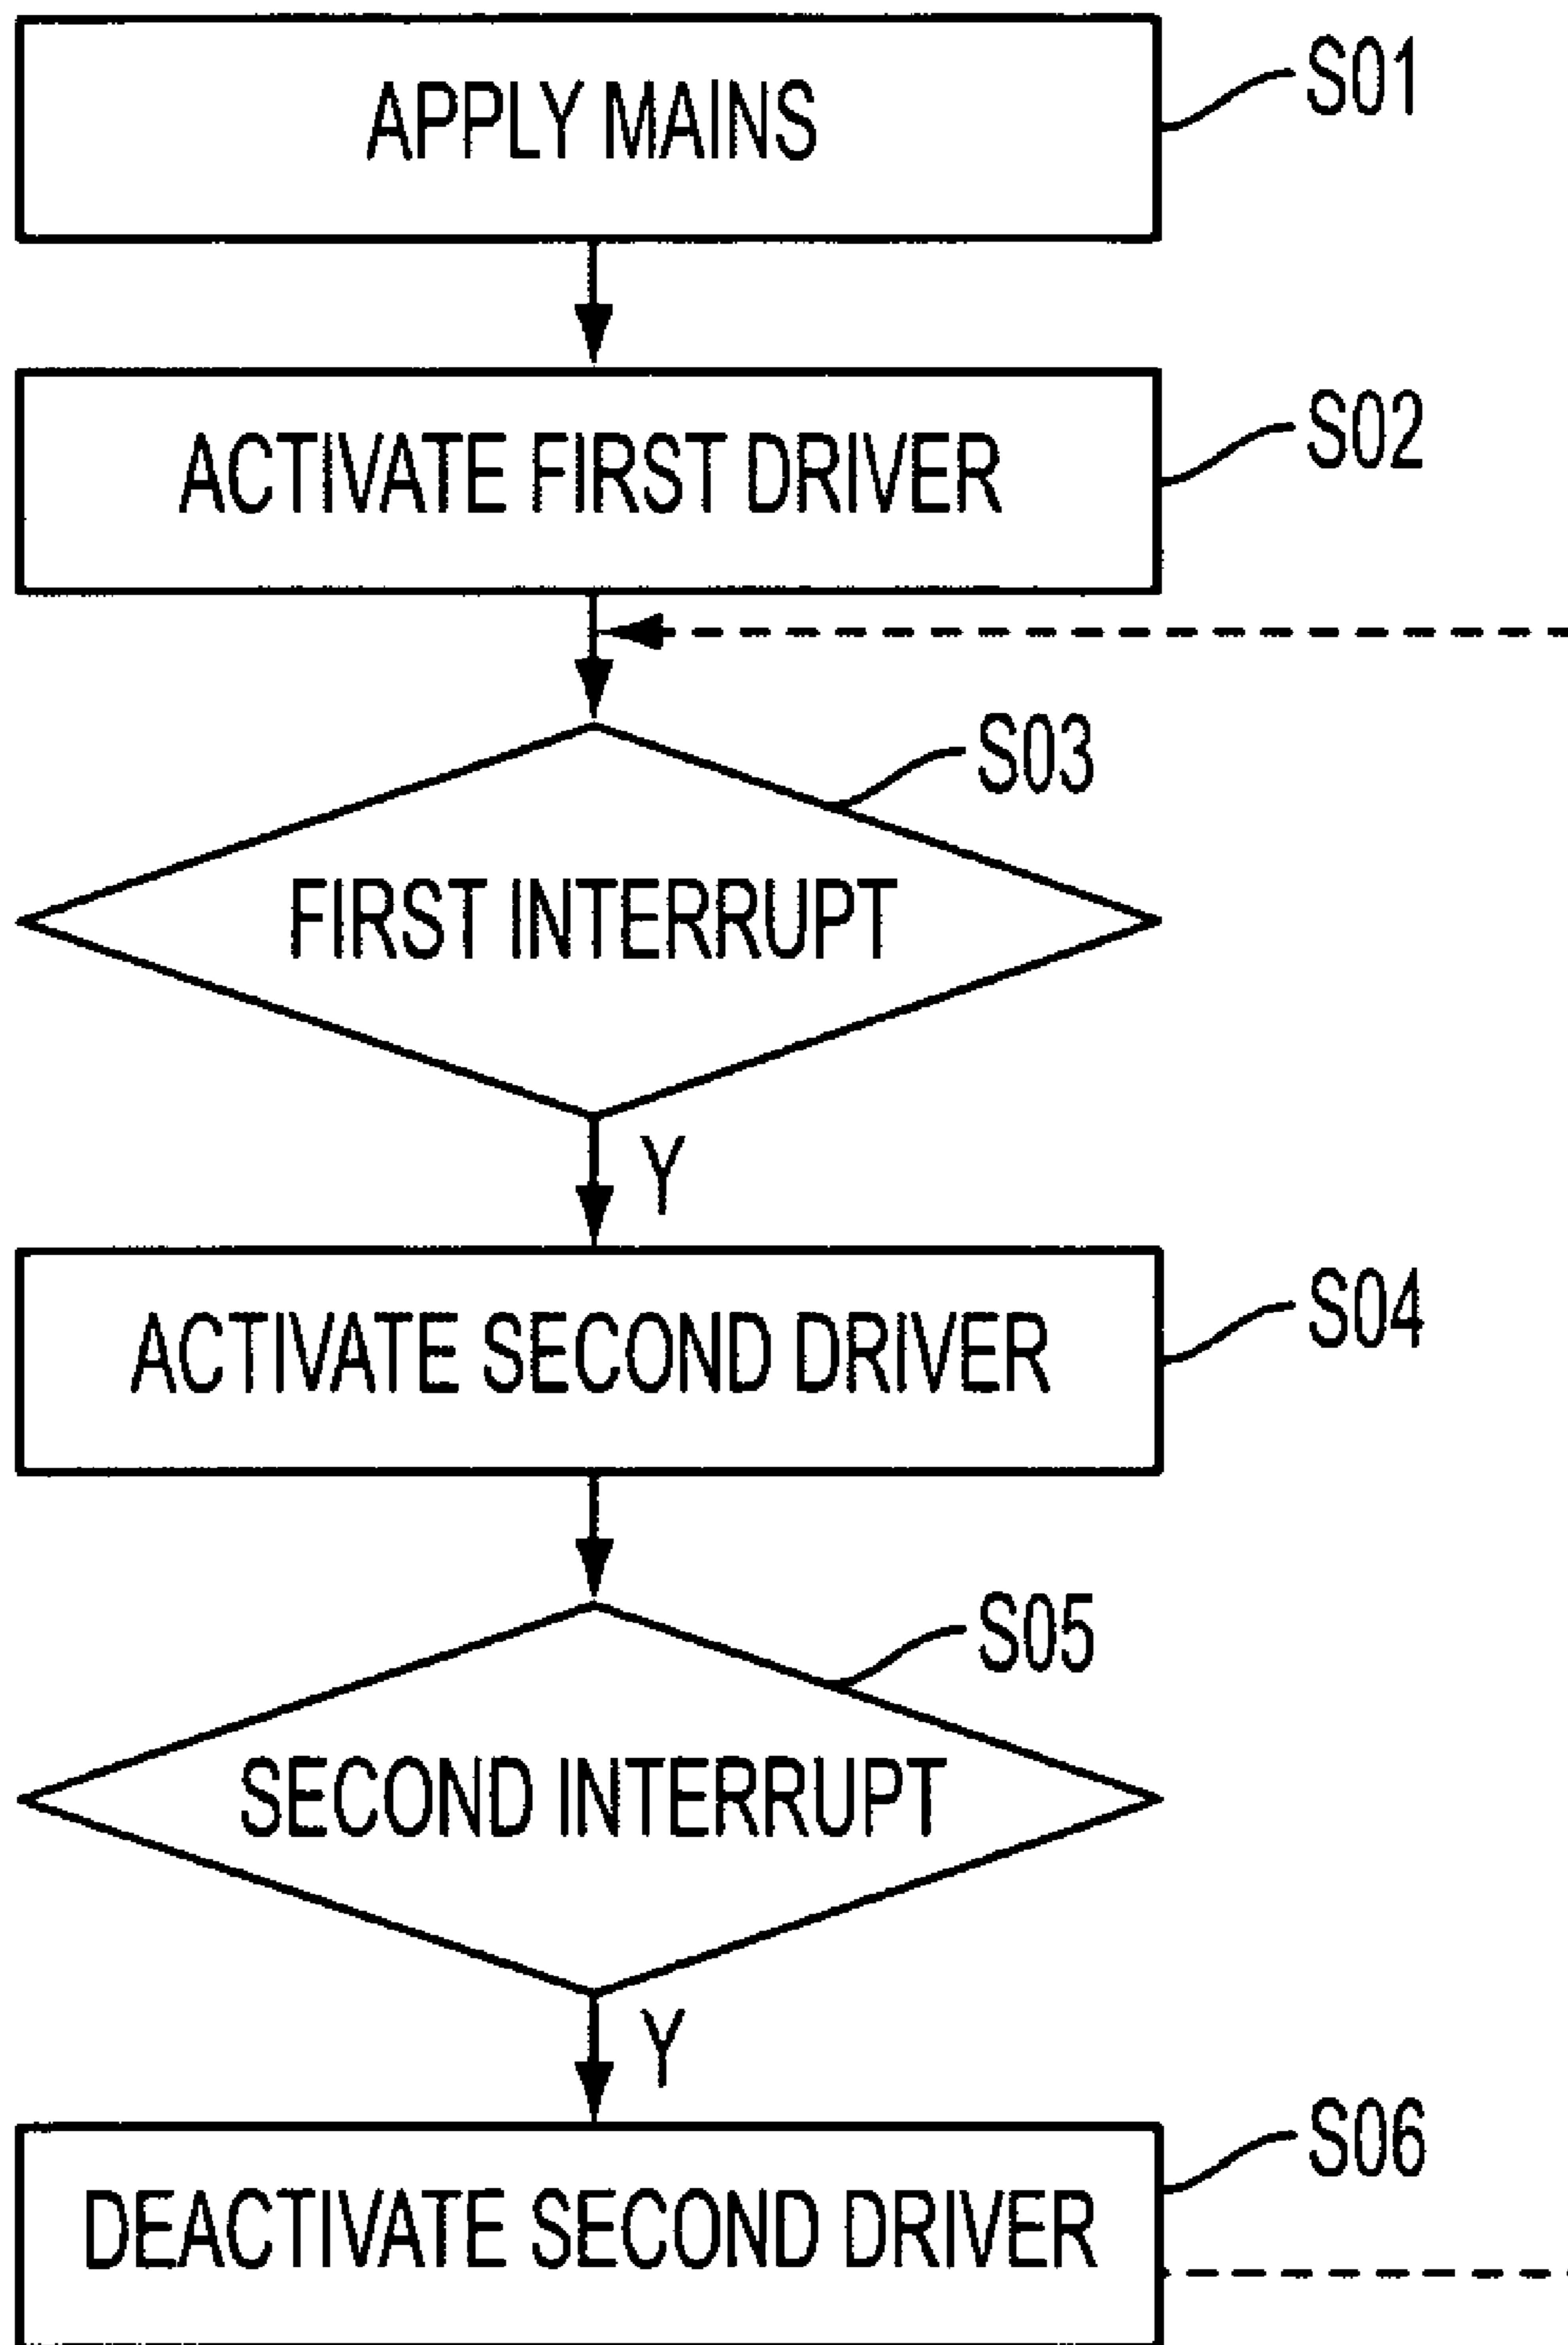 APPLY MAINS
S01
ACTIVATE FIRST DRIVER
S02
S03
FIRST INTERRUPT
Y
ACTIVATE SECOND DRIVER
S04
S05
SECOND INTERRUPT
Y
DEACTIVATE SECOND DRIVER
S06